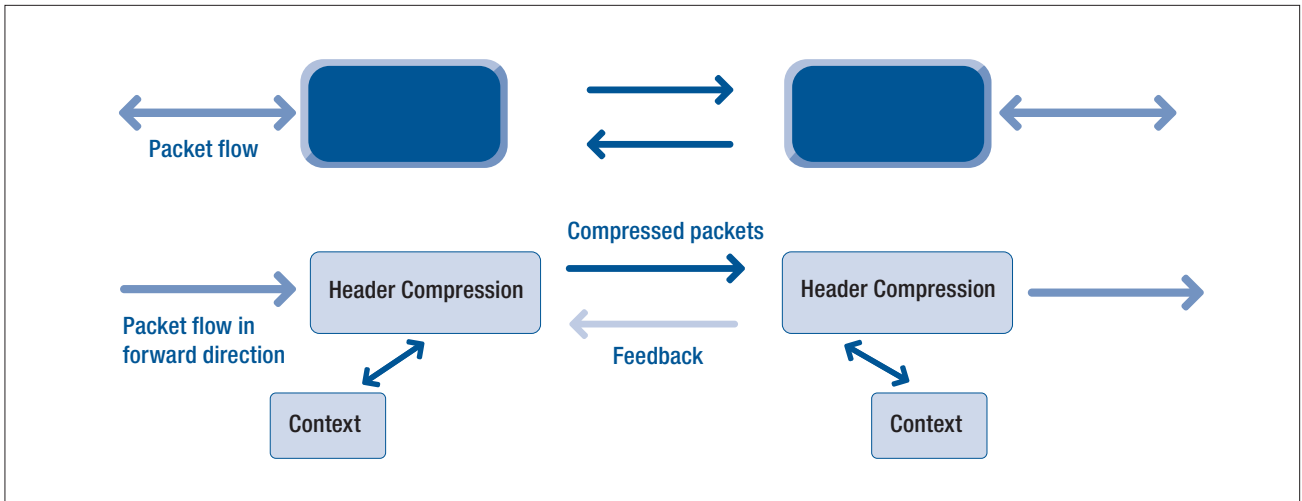 Packet flow
Compressed packets
Header Compression
Header Compression
Packet flow in
forward direction
Feedback
Context
Context